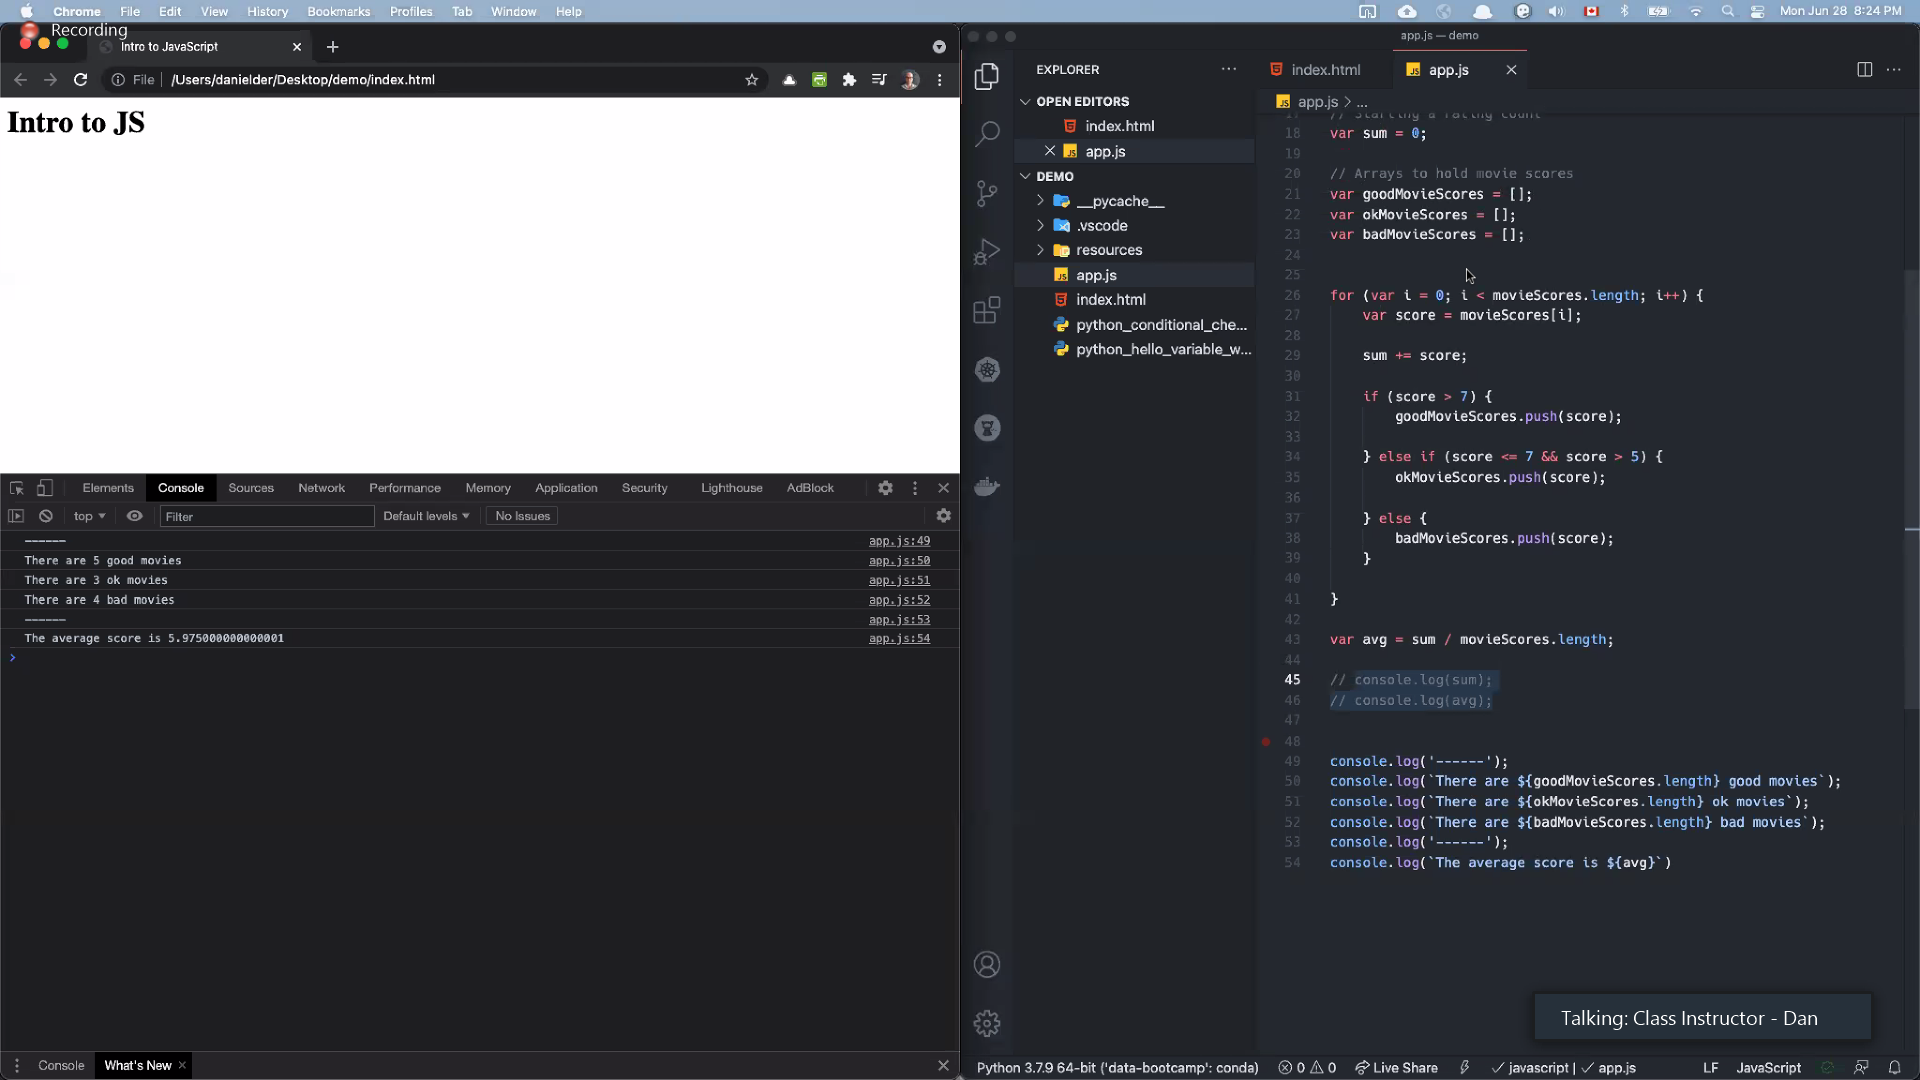 Chrome File Edit View History Bookmarks Profiles Tab Window Help
Mon Jun 28 8:24 PM
Recording
Intro to JavaScript
File /Users/danielder/Desktop/demo/index.html
Intro to JS
Elements Console Sources Network Performance Memory Application Security Lighthouse AdBlock
top Filter Default levels No Issues
------ app.js:49
There are 5 good movies app.js:50
There are 3 ok movies app.js:51
There are 4 bad movies app.js:52
------ app.js:53
The average score is 5.975000000000001 app.js:54
Console What's New
app.js — demo
EXPLORER
OPEN EDITORS
index.html
app.js
DEMO
__pycache__
.vscode
resources
app.js
index.html
python_conditional_che...
python_hello_variable_w...
index.html app.js
app.js > ...
17 // Starting a rating count
18 var sum = 0;
19
20 // Arrays to hold movie scores
21 var goodMovieScores = [];
22 var okMovieScores = [];
23 var badMovieScores = [];
24
25
26 for (var i = 0; i < movieScores.length; i++) {
27 var score = movieScores[i];
28
29 sum += score;
30
31 if (score > 7) {
32 goodMovieScores.push(score);
33
34 } else if (score <= 7 && score > 5) {
35 okMovieScores.push(score);
36
37 } else {
38 badMovieScores.push(score);
39 }
40
41 }
42
43 var avg = sum / movieScores.length;
44
45 // console.log(sum);
46 // console.log(avg);
47
48
49 console.log('------');
50 console.log(`There are ${goodMovieScores.length} good movies`);
51 console.log(`There are ${okMovieScores.length} ok movies`);
52 console.log(`There are ${badMovieScores.length} bad movies`);
53 console.log('------');
54 console.log(`The average score is ${avg}`)
Talking: Class Instructor - Dan
Python 3.7.9 64-bit ('data-bootcamp': conda) 0 0 Live Share javascript | app.js LF JavaScript